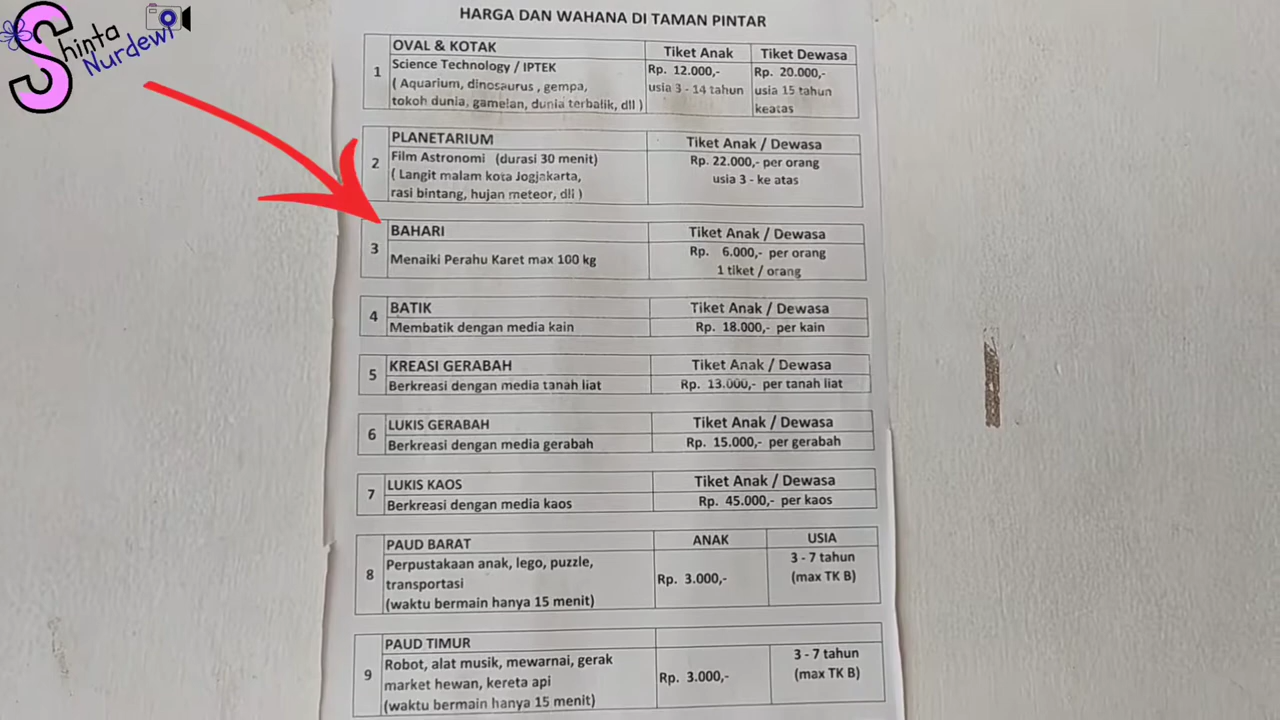 Shinta
Nurdewi
HARGA DAN WAHANA DI TAMAN PINTAR
1
OVAL & KOTAK
Tiket Anak
Tiket Dewasa
Science Technology / IPTEK
( Aquarium, dinosaurus , gempa,
tokoh dunia, gamelan, dunia terbalik, dll )
Rp. 12.000,-
usia 3 - 14 tahun
Rp. 20.000,-
usia 15 tahun
keatas
2
PLANETARIUM
Tiket Anak / Dewasa
Film Astronomi (durasi 30 menit)
( Langit malam kota Jogjakarta,
rasi bintang, hujan meteor, dli )
Rp. 22.000,- per orang
usia 3 - ke atas
3
BAHARI
Tiket Anak / Dewasa
Menaiki Perahu Karet max 100 kg
Rp. 6.000,- per orang
1 tiket / orang
4
BATIK
Tiket Anak / Dewasa
Membatik dengan media kain
Rp. 18.000,- per kain
5
KREASI GERABAH
Tiket Anak / Dewasa
Berkreasi dengan media tanah liat
Rp. 13.000,- per tanah liat
6
LUKIS GERABAH
Tiket Anak / Dewasa
Berkreasi dengan media gerabah
Rp. 15.000,- per gerabah
7
LUKIS KAOS
Tiket Anak / Dewasa
Berkreasi dengan media kaos
Rp. 45.000,- per kaos
8
PAUD BARAT
ANAK
USIA
Perpustakaan anak, lego, puzzle,
transportasi
(waktu bermain hanya 15 menit)
Rp. 3.000,-
3 - 7 tahun
(max TK B)
9
PAUD TIMUR
Robot, alat musik, mewarnai, gerak
market hewan, kereta api
(waktu bermain hanya 15 menit)
Rp. 3.000,-
3 - 7 tahun
(max TK B)